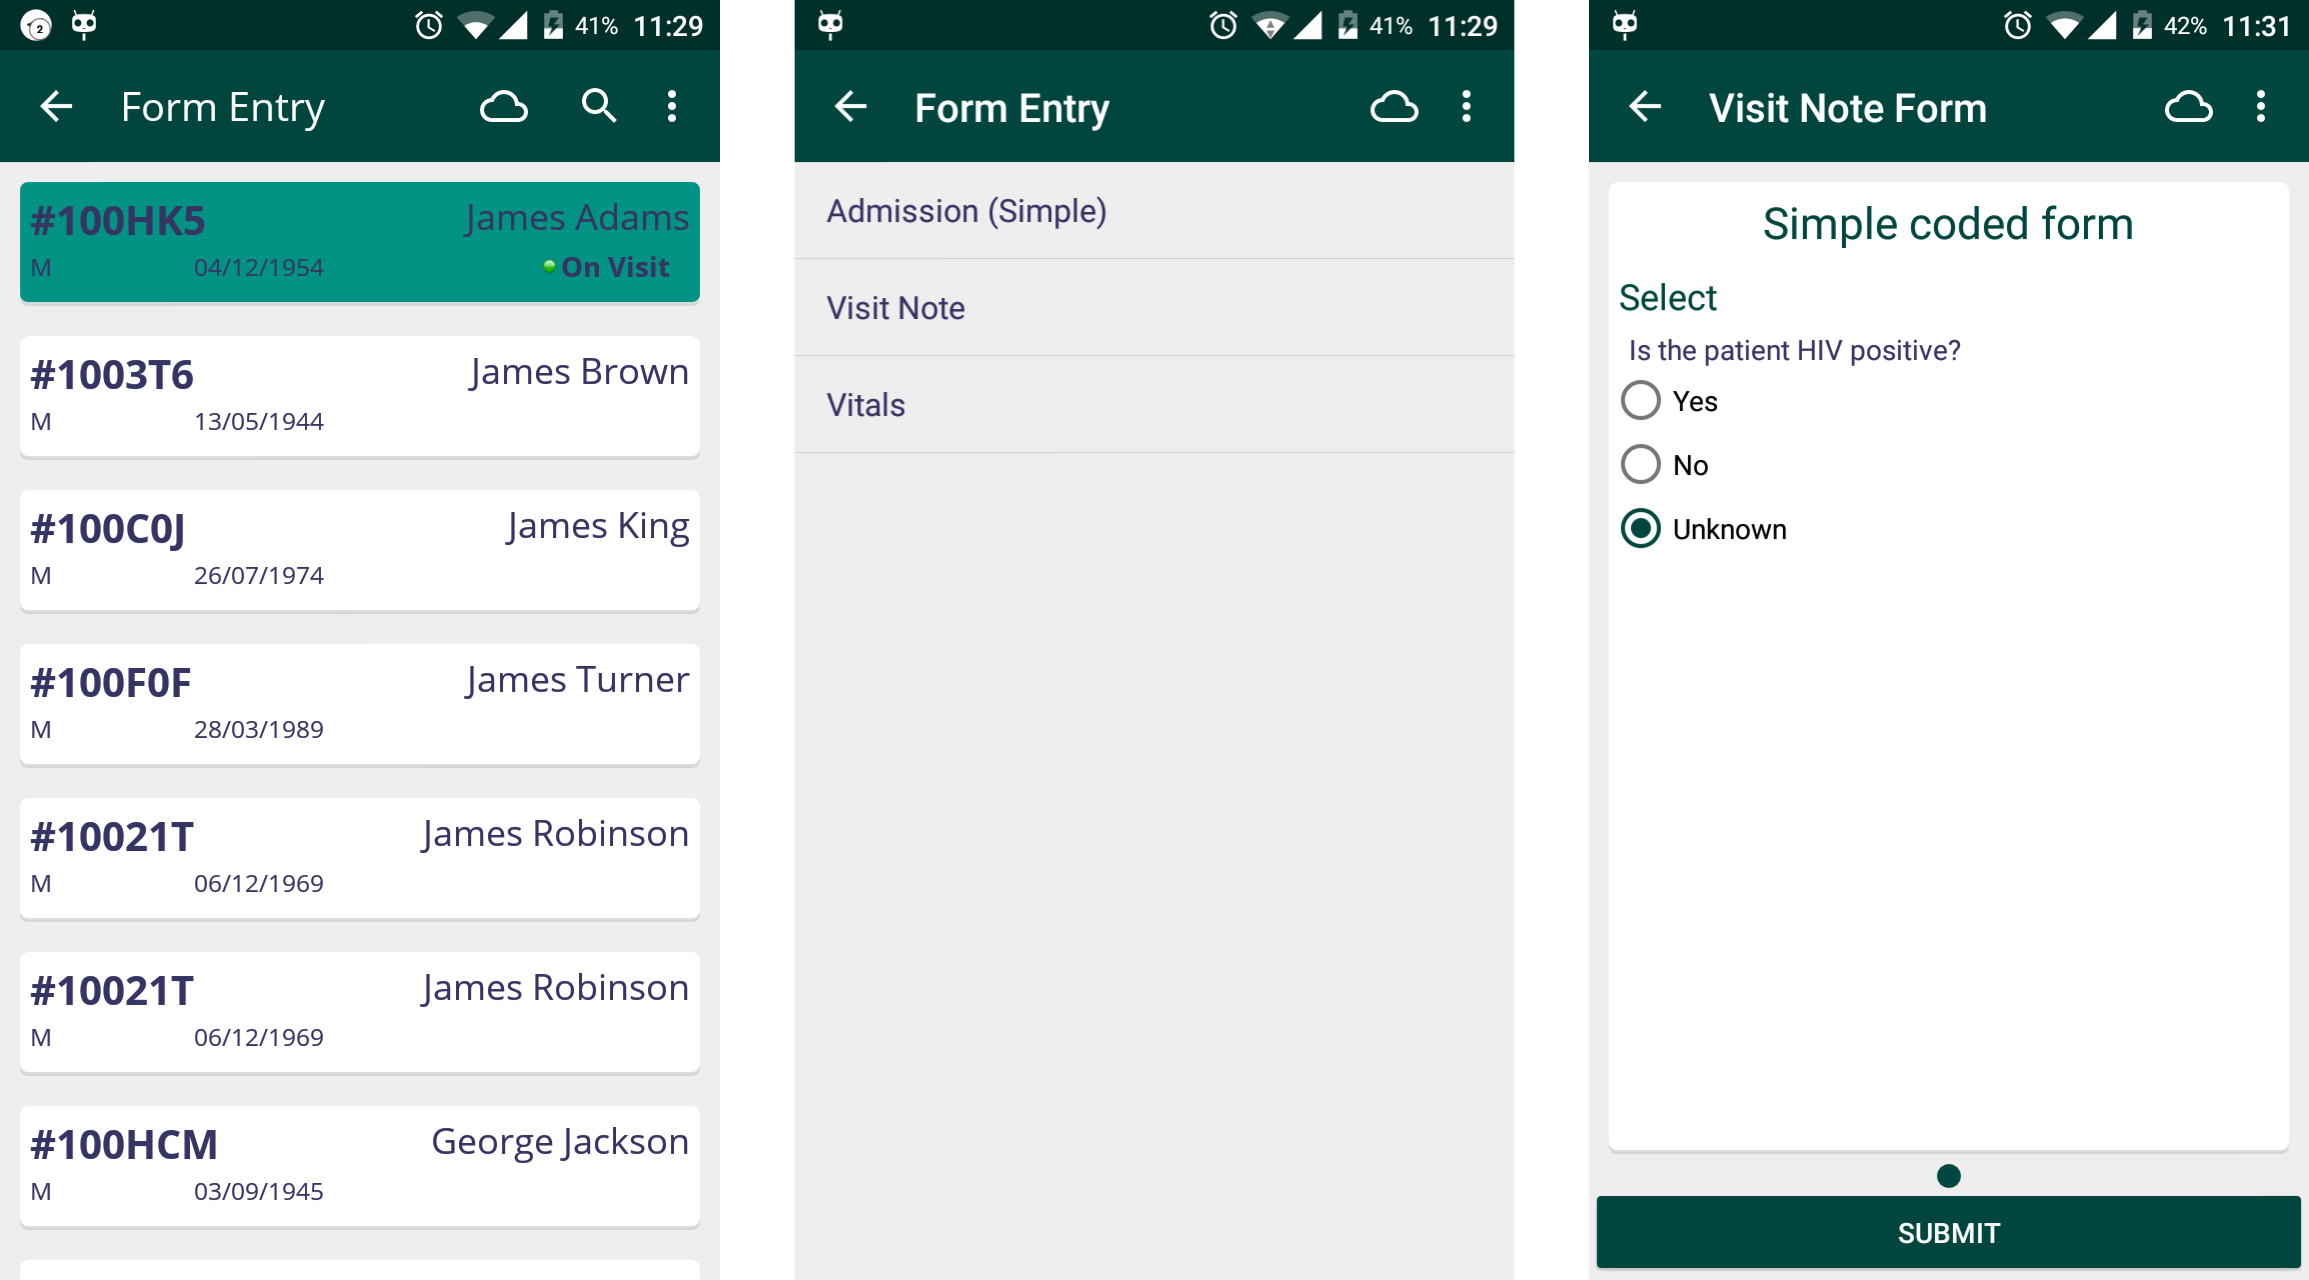 2
41% 11:29
Form Entry
#100HK5 James Adams
M 04/12/1954 On Visit
#1003T6 James Brown
M 13/05/1944
#100C0J James King
M 26/07/1974
#100F0F James Turner
M 28/03/1989
#10021T James Robinson
M 06/12/1969
#10021T James Robinson
M 06/12/1969
#100HCM George Jackson
M 03/09/1945
41% 11:29
Form Entry
Admission (Simple)
Visit Note
Vitals
42% 11:31
Visit Note Form
Simple coded form
Select
Is the patient HIV positive?
Yes
No
Unknown
SUBMIT